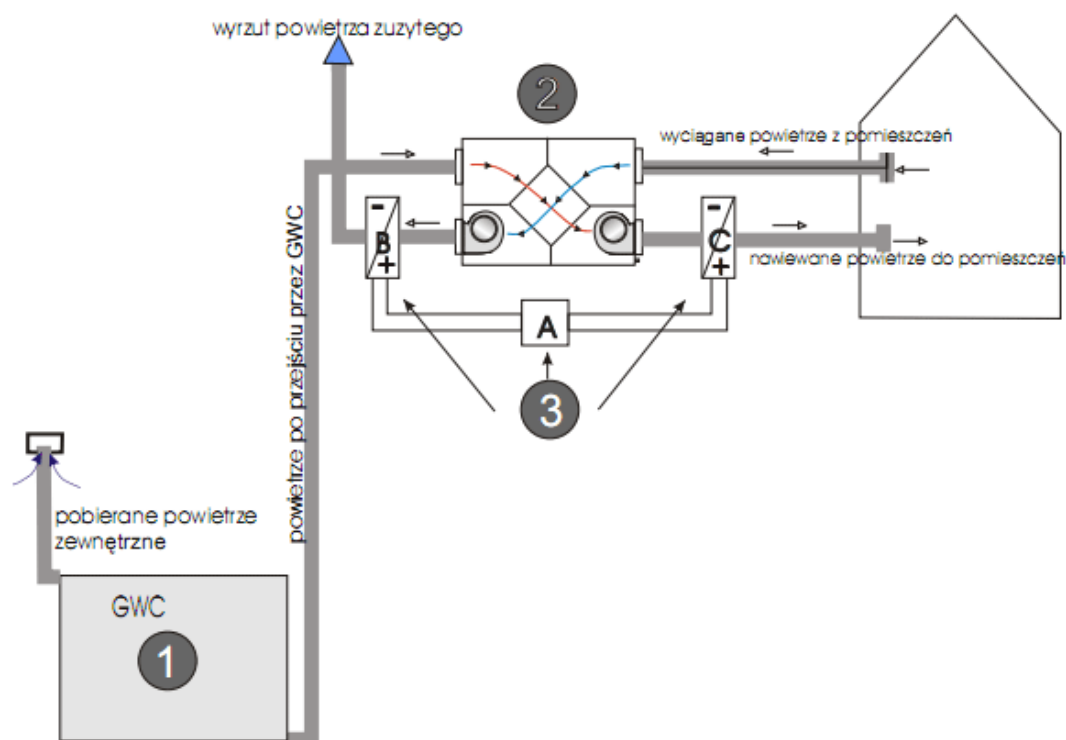 wyrzut powietrza zuzytego
2
wyciągane powietrze z pomieszczeń
-
B
+
-
C
+
nawiewane powietrze do pomieszczeń
A
3
powietrze po przejściu przez GWC
pobierane powietrze
zewnętrzne
GWC
1